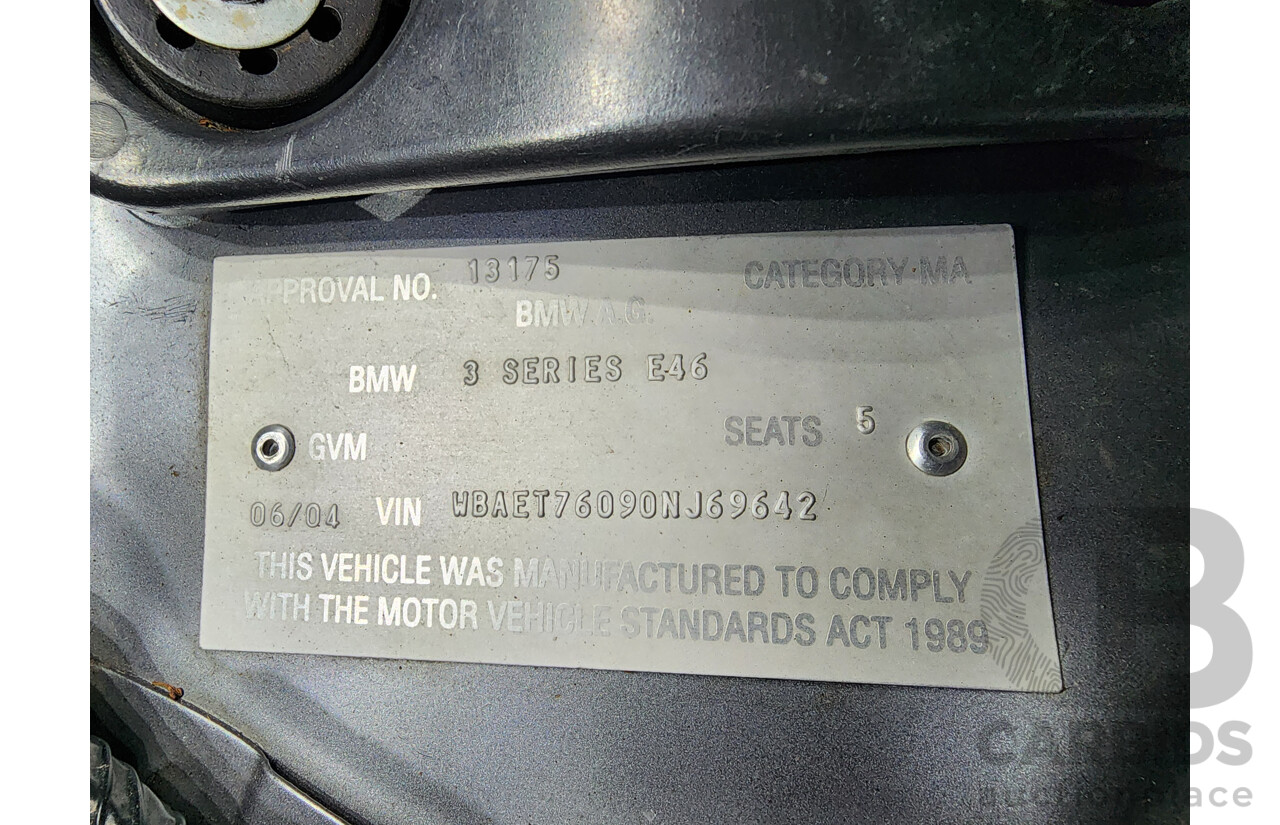 APPROVAL NO. 13175 CATEGORY MA
BMW A.G.
BMW 3 SERIES E46
GVM SEATS 5
06/04 VIN WBAET76090NJ69642
THIS VEHICLE WAS MANUFACTURED TO COMPLY
WITH THE MOTOR VEHICLE STANDARDS ACT 1989